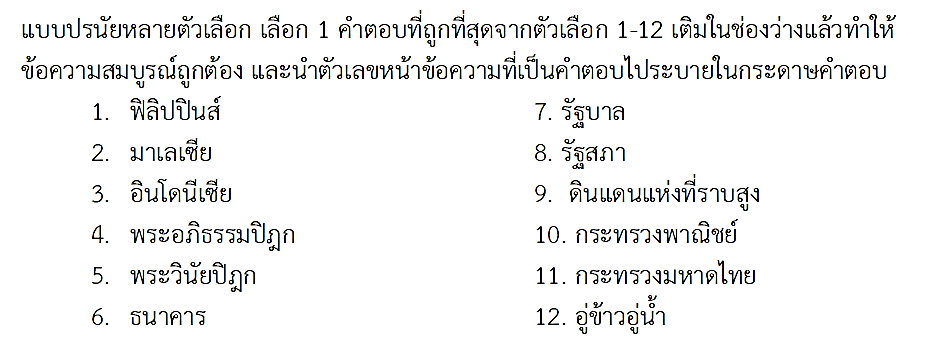 แบบปรนัยหลายตัวเลือก เลือก 1 คำตอบที่ถูกที่สุดจากตัวเลือก 1-12 เติมในช่องว่างแล้วทำให้
ข้อความสมบูรณ์ถูกต้อง และนำตัวเลขหน้าข้อความที่เป็นคำตอบไประบายในกระดาษคำตอบ
1. ฟิลิปปินส์ 7. รัฐบาล
2. มาเลเซีย 8. รัฐสภา
3. อินโดนีเซีย 9. ดินแดนแห่งที่ราบสูง
4. พระอภิธรรมปิฎก 10. กระทรวงพาณิชย์
5. พระวินัยปิฎก 11. กระทรวงมหาดไทย
6. ธนาคาร 12. อู่ข้าวอู่น้ำ